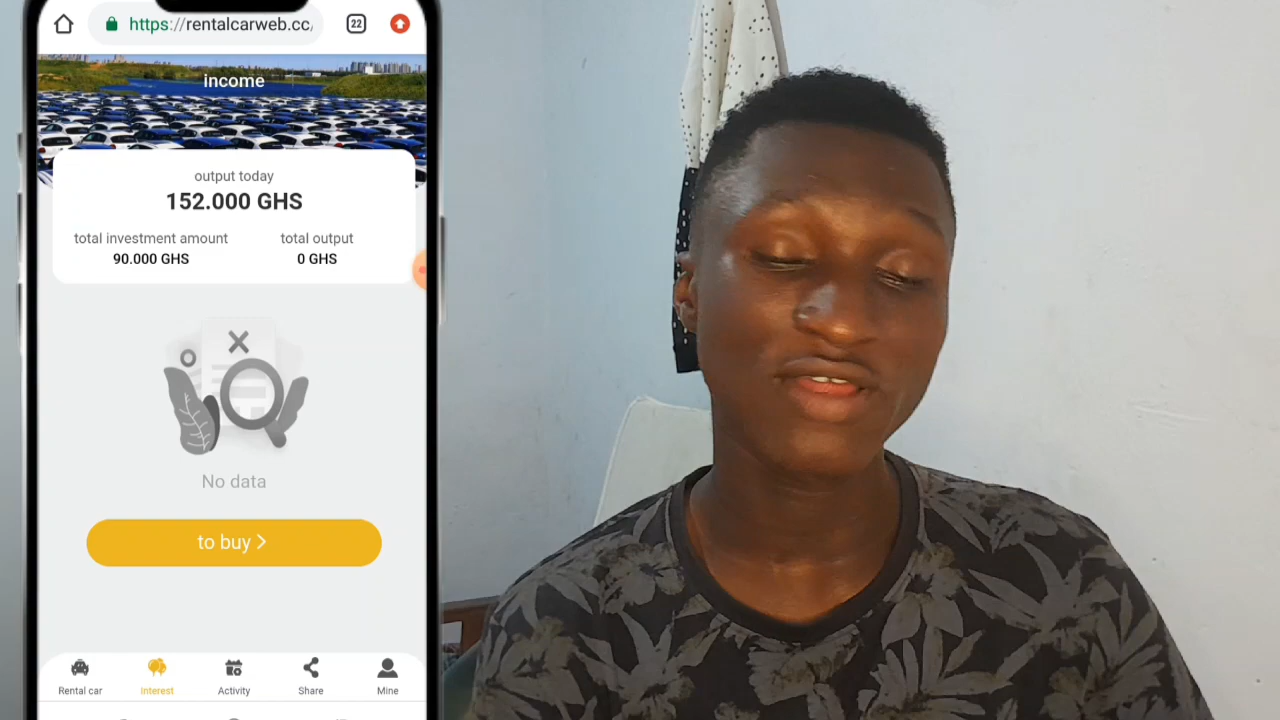 https://rentalcarweb.cc/
22
income
output today
152.000 GHS
total investment amount
total output
90.000 GHS
0 GHS
No data
to buy >
Rental car
Interest
Activity
Share
Mine